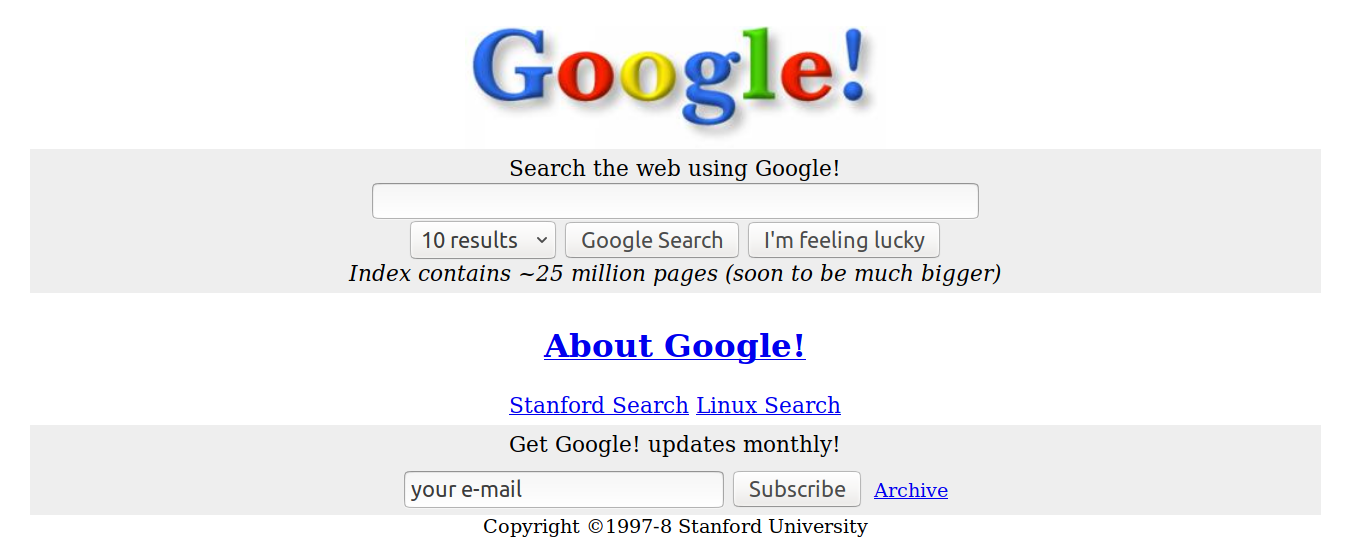 Google!
Search the web using Google!
10 results Google Search I'm feeling lucky
Index contains ~25 million pages (soon to be much bigger)
About Google!
Stanford Search Linux Search
Get Google! updates monthly!
your e-mail Subscribe Archive
Copyright ©1997-8 Stanford University